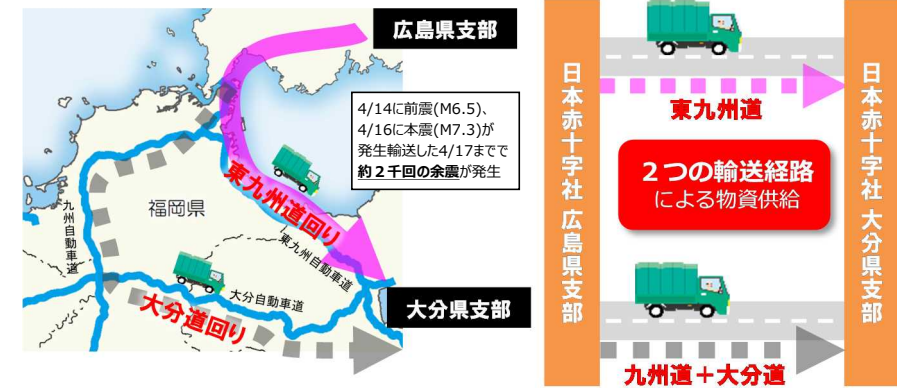 広島県支部
4/14に前震(M6.5)、
4/16に本震(M7.3)が
発生輸送した4/17までで
約２千回の余震が発生
東九州道回り
福岡県
九州自動車道
東九州自動車道
大分自動車道
大分道回り
大分県支部
日本赤十字社 広島県支部
東九州道
２つの輸送経路
による物資供給
九州道＋大分道
日本赤十字社 大分県支部